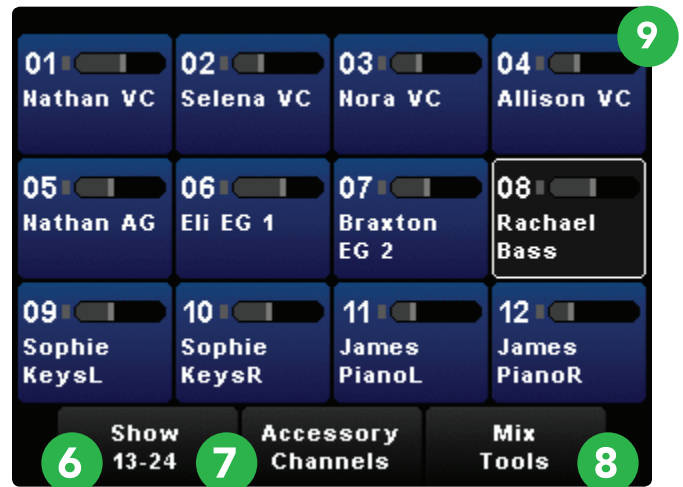 9
01 02 03 04
Nathan VC Selena VC Nora VC Allison VC
05 06 07 08
Nathan AG Eli EG 1 Braxton Rachael
EG 2 Bass
09 10 11 12
Sophie Sophie James James
KeysL KeysR PianoL PianoR
Show Accessory Mix
6 13-24 7 Channels Tools 8